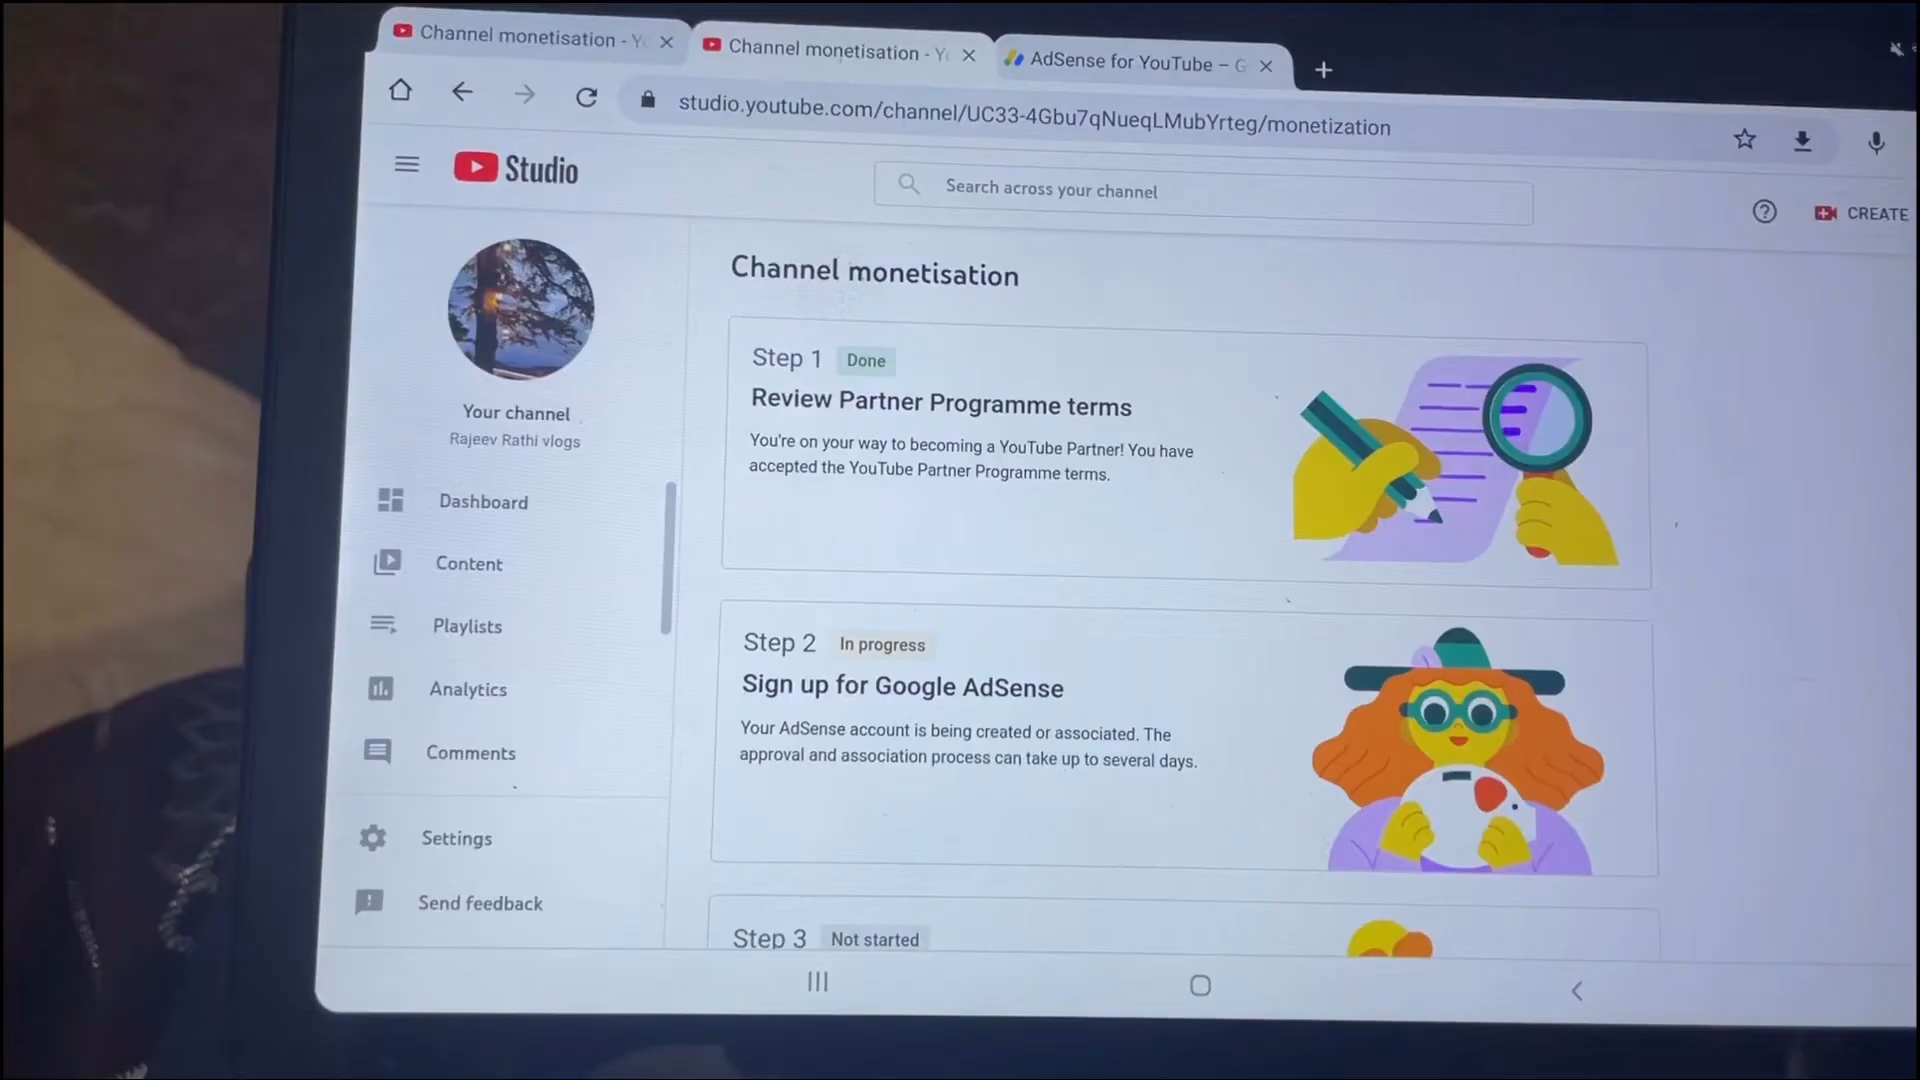 Channel monetisation - Y
Channel monetisation - Y
AdSense for YouTube – G
studio.youtube.com/channel/UC33-4Gbu7qNueqLMubYrteg/monetization
Studio
Search across your channel
CREATE
Your channel
Rajeev Rathi vlogs
Dashboard
Content
Playlists
Analytics
Comments
Settings
Send feedback
Channel monetisation
Step 1 Done
Review Partner Programme terms
You're on your way to becoming a YouTube Partner! You have
accepted the YouTube Partner Programme terms.
Step 2 In progress
Sign up for Google AdSense
Your AdSense account is being created or associated. The
approval and association process can take up to several days.
Step 3 Not started